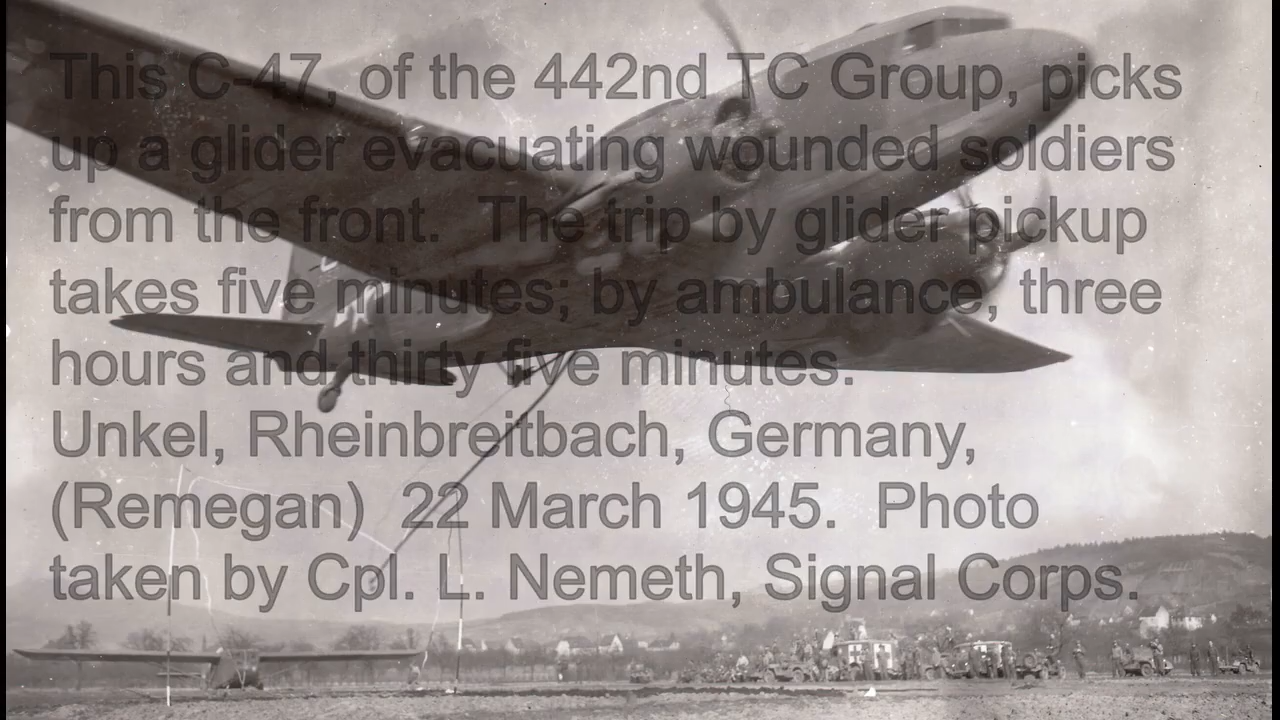 This C-47, of the 442nd TC Group, picks
up a glider evacuating wounded soldiers
from the front.  The trip by glider pickup
takes five minutes; by ambulance, three
hours and thirty five minutes.
Unkel, Rheinbreitbach, Germany,
(Remegan)  22 March 1945.  Photo
taken by Cpl. L. Nemeth, Signal Corps.